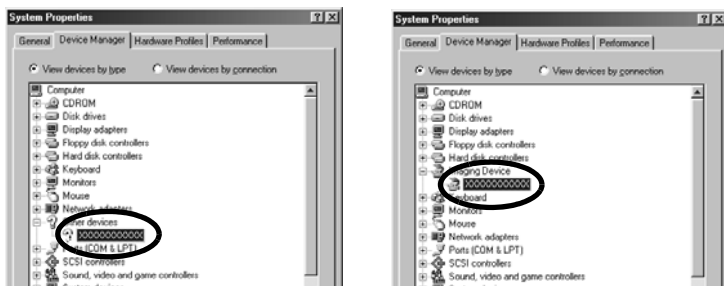 System Properties
General Device Manager Hardware Profiles Performance
View devices by type View devices by connection
Computer
CDROM
Disk drives
Display adapters
Floppy disk controllers
Hard disk controllers
Keyboard
Monitors
Mouse
Network adapters
Other devices
XXXXXXXXXXXX
Ports (COM & LPT)
SCSI controllers
Sound, video and game controllers
System devices
System Properties
General Device Manager Hardware Profiles Performance
View devices by type View devices by connection
Computer
CDROM
Disk drives
Display adapters
Floppy disk controllers
Hard disk controllers
Imaging Device
XXXXXXXXXXXX
Keyboard
Monitors
Mouse
Network adapters
Ports (COM & LPT)
SCSI controllers
Sound, video and game controllers